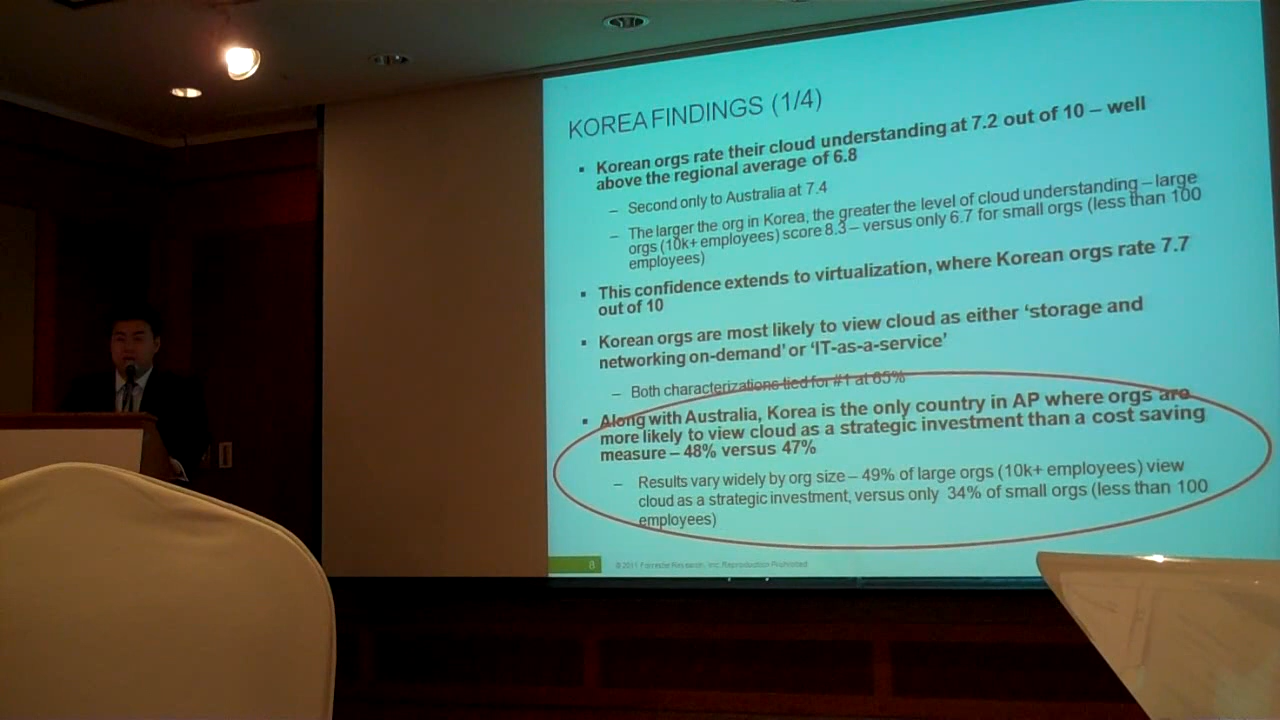 KOREA FINDINGS (1/4)
▪ Korean orgs rate their cloud understanding at 7.2 out of 10 – well
above the regional average of 6.8
– Second only to Australia at 7.4
– The larger the org in Korea, the greater the level of cloud understanding – large
orgs (10k+ employees) score 8.3 – versus only 6.7 for small orgs (less than 100
employees)
▪ This confidence extends to virtualization, where Korean orgs rate 7.7
out of 10
▪ Korean orgs are most likely to view cloud as either ‘storage and
networking on-demand’ or ‘IT-as-a-service’
– Both characterizations tied for #1 at 65%
▪ Along with Australia, Korea is the only country in AP where orgs are
more likely to view cloud as a strategic investment than a cost saving
measure – 48% versus 47%
– Results vary widely by org size – 49% of large orgs (10k+ employees) view
cloud as a strategic investment, versus only 34% of small orgs (less than 100
employees)
8
© 2011 Forrester Research, Inc. Reproduction Prohibited